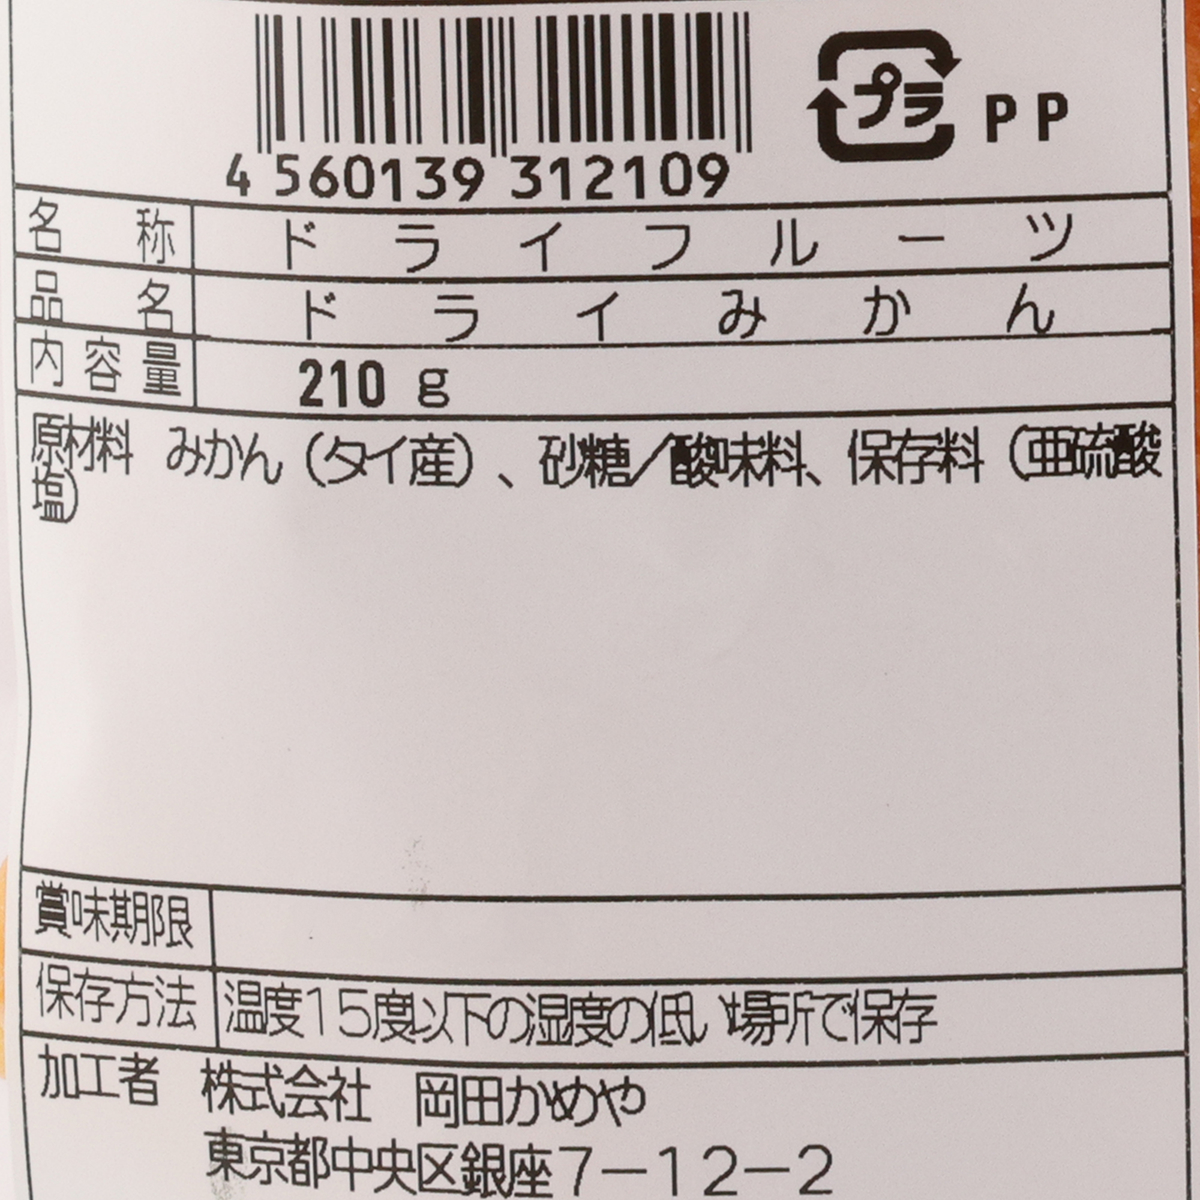 プラ PP
4 560139 312109
名称 ドライフルーツ
品名 ドライみかん
内容量 210 g
原材料 みかん（タイ産）、砂糖／酸味料、保存料（亜硫酸
塩）
賞味期限
保存方法 温度15度以下の湿度の低い場所で保存
加工者 株式会社 岡田かめや
東京都中央区銀座7－12－2